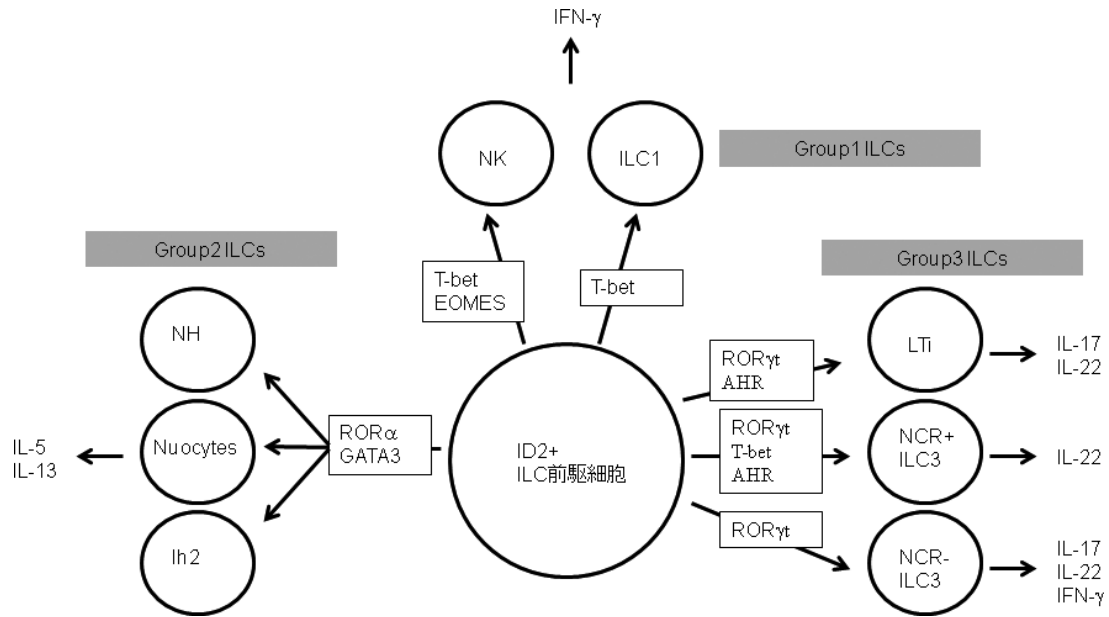 IFN-γ
NK
ILC1
Group1 ILCs
Group2 ILCs
Group3 ILCs
T-bet
EOMES
T-bet
NH
Nuocytes
Ih2
IL-5
IL-13
RORα
GATA3
ID2+
ILC前駆細胞
RORγt
AHR
LTi
IL-17
IL-22
RORγt
T-bet
AHR
NCR+
ILC3
IL-22
RORγt
NCR-
ILC3
IL-17
IL-22
IFN-γ